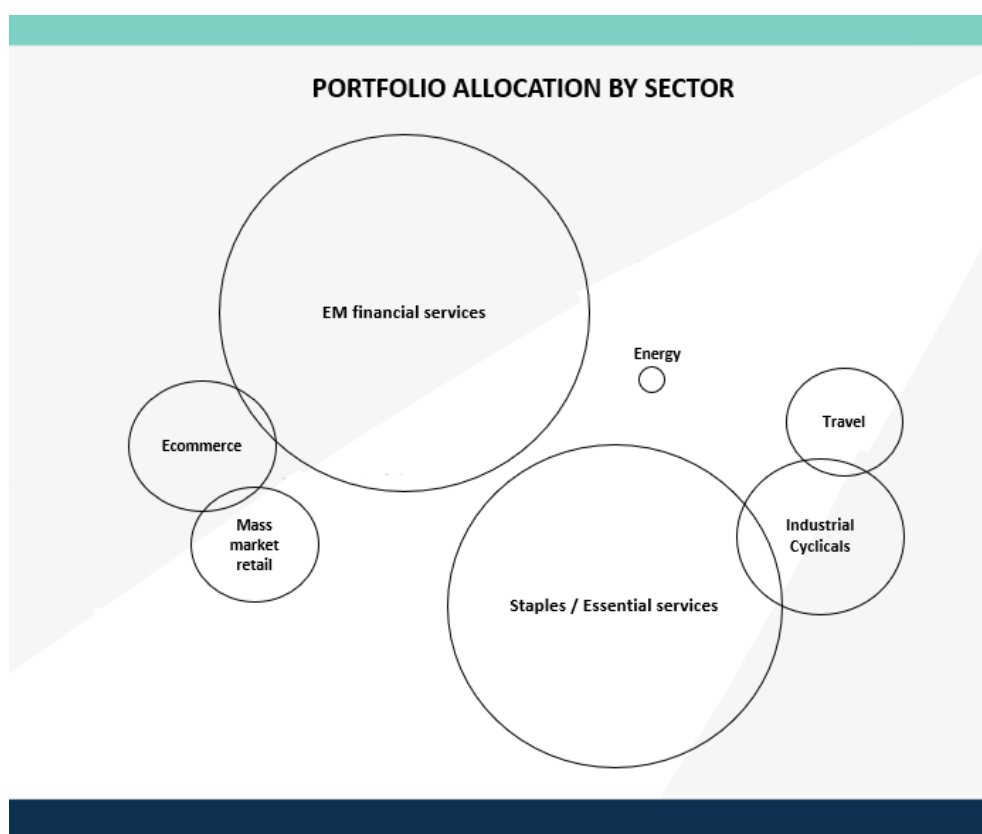 PORTFOLIO ALLOCATION BY SECTOR
EM financial services
Energy
Travel
Ecommerce
Mass
market
retail
Industrial
Cyclicals
Staples / Essential services